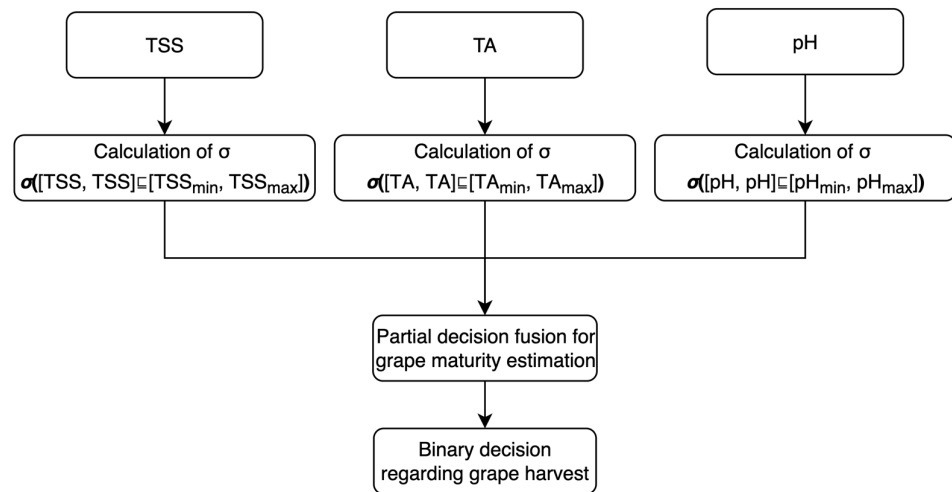 TSS
TA
pH
Calculation of σ
σ([TSS, TSS]⊑[TSSmin, TSSmax])
Calculation of σ
σ([TA, TA]⊑[TAmin, TAmax])
Calculation of σ
σ([pH, pH]⊑[pHmin, pHmax])
Partial decision fusion for
grape maturity estimation
Binary decision
regarding grape harvest